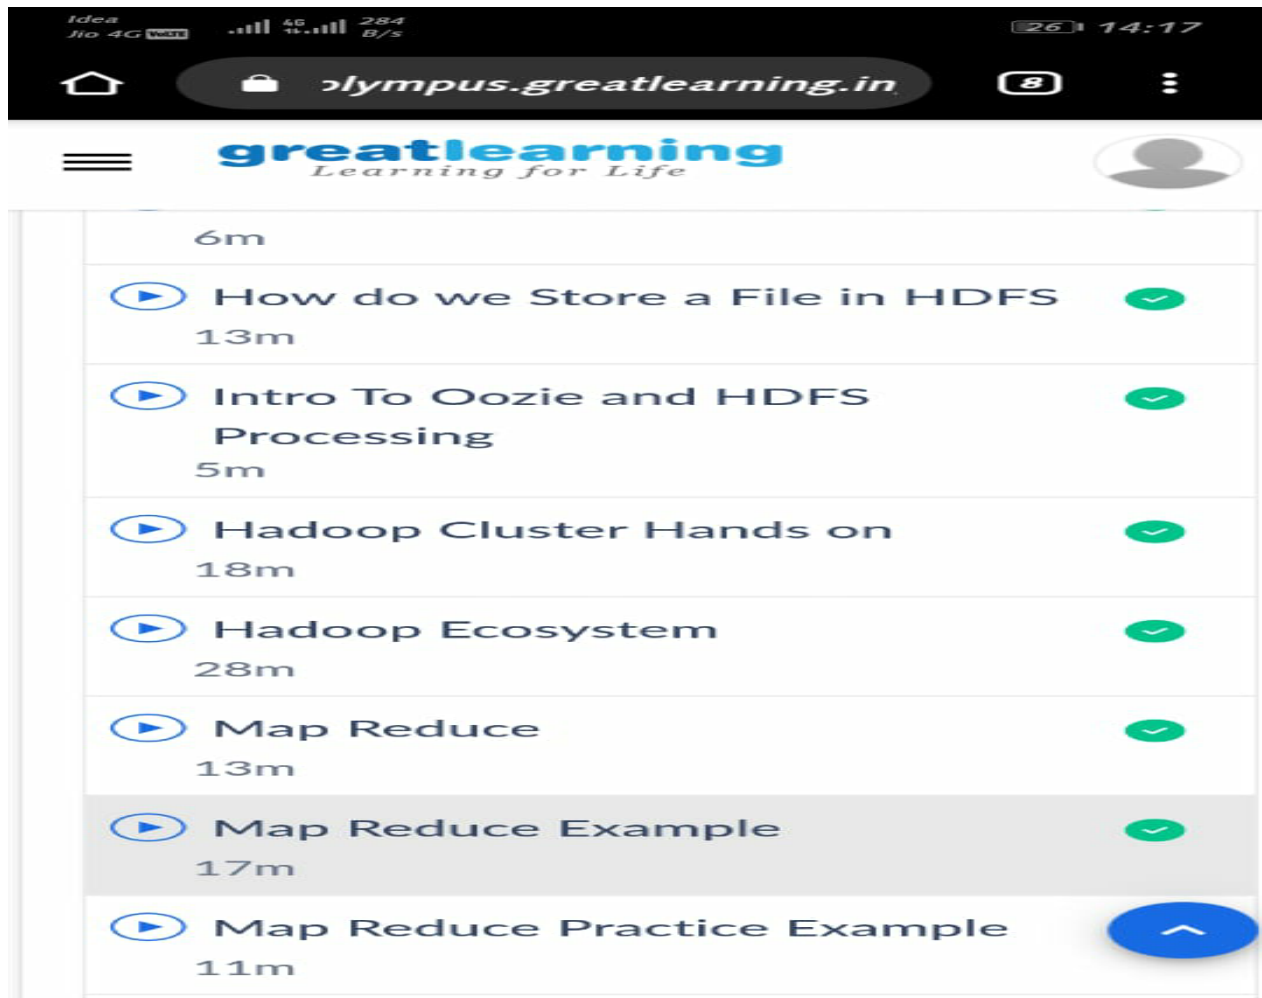 Idea
Jio 4G VoLTE
4G
284
B/s
26
14:17
olympus.greatlearning.in
8
greatlearning
Learning for Life
6m
How do we Store a File in HDFS
13m
Intro To Oozie and HDFS
Processing
5m
Hadoop Cluster Hands on
18m
Hadoop Ecosystem
28m
Map Reduce
13m
Map Reduce Example
17m
Map Reduce Practice Example
11m